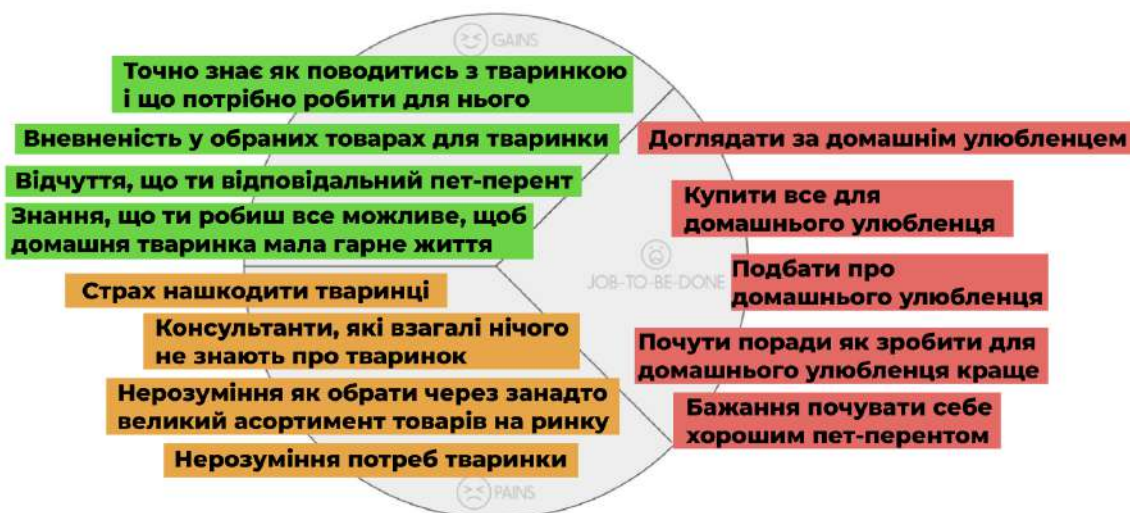 GAINS
Точно знає як поводитись з тваринкою
і що потрібно робити для нього
Вневненість у обраних товарах для тваринки
Відчуття, що ти відповідальний пет-перент
Знання, що ти робиш все можливе, щоб
домашня тваринка мала гарне життя
Доглядати за домашнім улюбленцем
Купити все для
домашнього улюбленця
JOB-TO-BE-DONE
Подбати про
домашнього улюбленця
Почути поради як зробити для
домашнього улюбленця краще
Бажання почувати себе
хорошим пет-перентом
Страх нашкодити тваринці
Консультанти, які взагалі нічого
не знають про тваринок
Нерозуміння як обрати через занадто
великий асортимент товарів на ринку
Нерозуміння потреб тваринки
PAINS